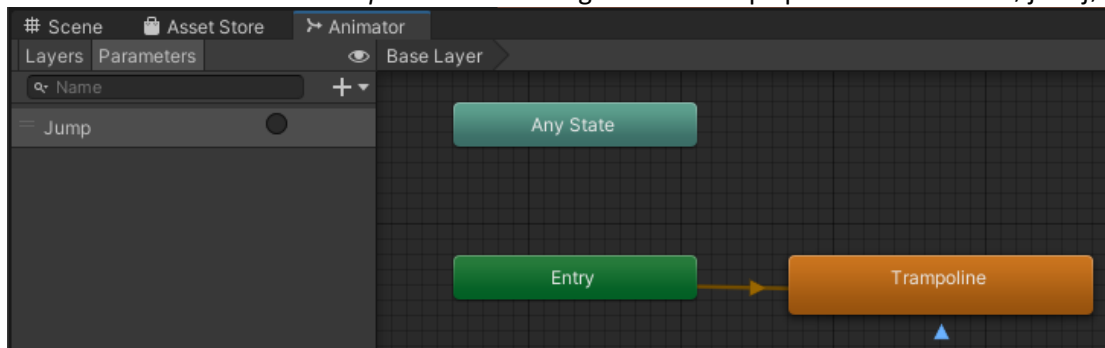 Scene Asset Store Animator
Layers Parameters Base Layer
Name
Jump
Any State
Entry
Trampoline